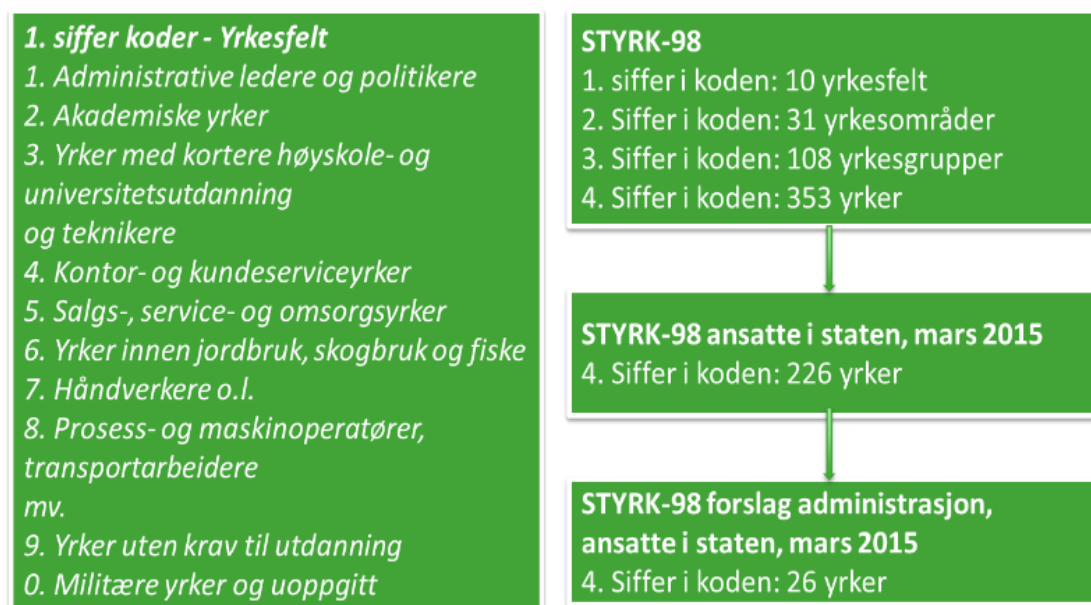 1. siffer koder - Yrkesfelt
1. Administrative ledere og politikere
2. Akademiske yrker
3. Yrker med kortere høyskole- og
universitetsutdanning
og teknikere
4. Kontor- og kundeserviceyrker
5. Salgs-, service- og omsorgsyrker
6. Yrker innen jordbruk, skogbruk og fiske
7. Håndverkere o.l.
8. Prosess- og maskinoperatører,
transportarbeidere
mv.
9. Yrker uten krav til utdanning
0. Militære yrker og uoppgitt
STYRK-98
1. siffer i koden: 10 yrkesfelt
2. Siffer i koden: 31 yrkesområder
3. Siffer i koden: 108 yrkesgrupper
4. Siffer i koden: 353 yrker
STYRK-98 ansatte i staten, mars 2015
4. Siffer i koden: 226 yrker
STYRK-98 forslag administrasjon,
ansatte i staten, mars 2015
4. Siffer i koden: 26 yrker